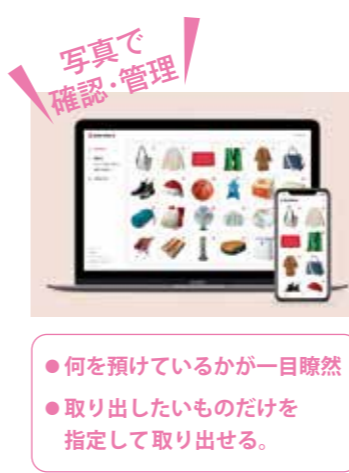 写真で
確認・管理
●何を預けているかが一目瞭然
●取り出したいものだけを
指定して取り出せる。